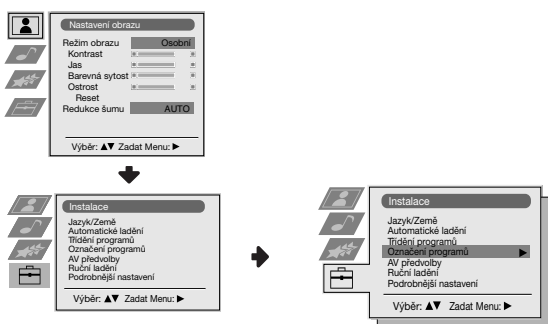 Nastavení obrazu
Režim obrazu Osobní
Kontrast
Jas
Barevná sytost
Ostrost
Reset
Redukce šumu AUTO
Výběr: ▲▼ Zadat Menu: ►
Instalace
Jazyk/Země
Automatické ladění
Třídění programů
Označení programů
AV předvolby
Ruční ladění
Podrobnější nastavení
Výběr: ▲▼ Zadat Menu: ►
Instalace
Jazyk/Země
Automatické ladění
Třídění programů
Označení programů ►
AV předvolby
Ruční ladění
Podrobnější nastavení
Výběr: ▲▼ Zadat Menu: ►